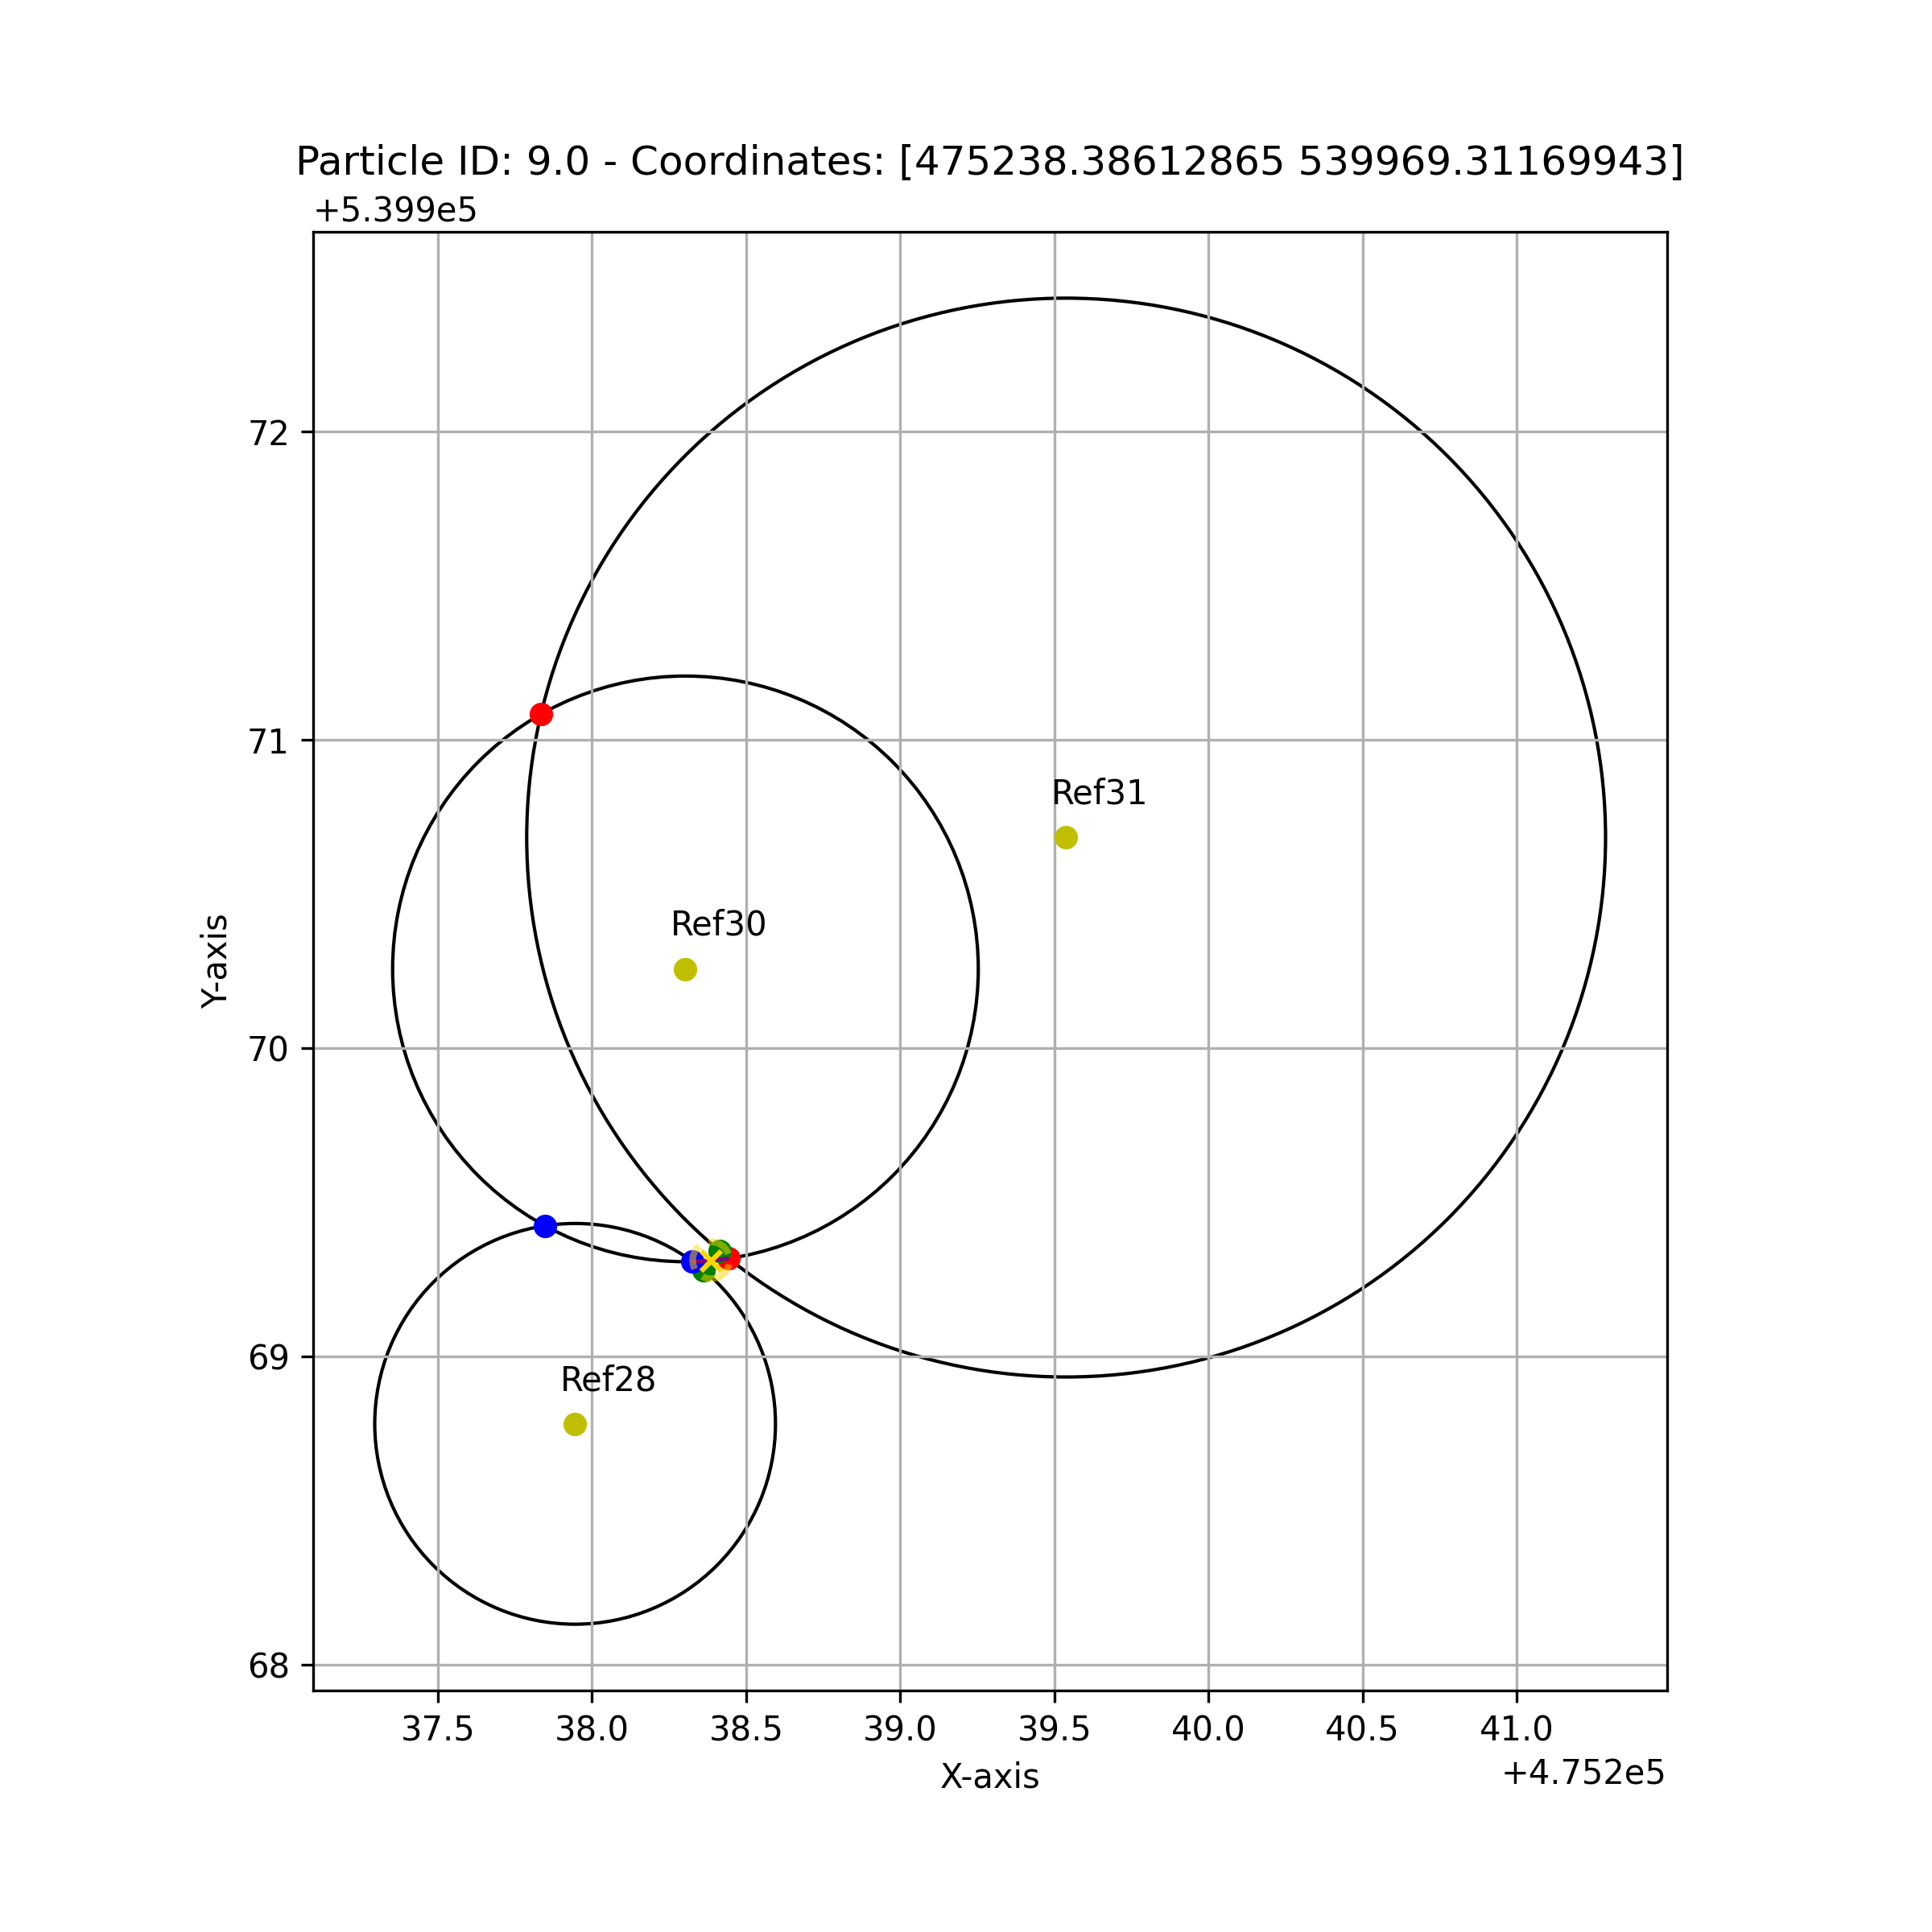 Particle ID: 9.0 - Coordinates: [475238.38612865 539969.31169943]
+5.399e5
72
Ref31
71
Ref30
Y-axis
70
69
Ref28
68
37.5 38.0 38.5 39.0 39.5 40.0 40.5 41.0
X-axis
+4.752e5